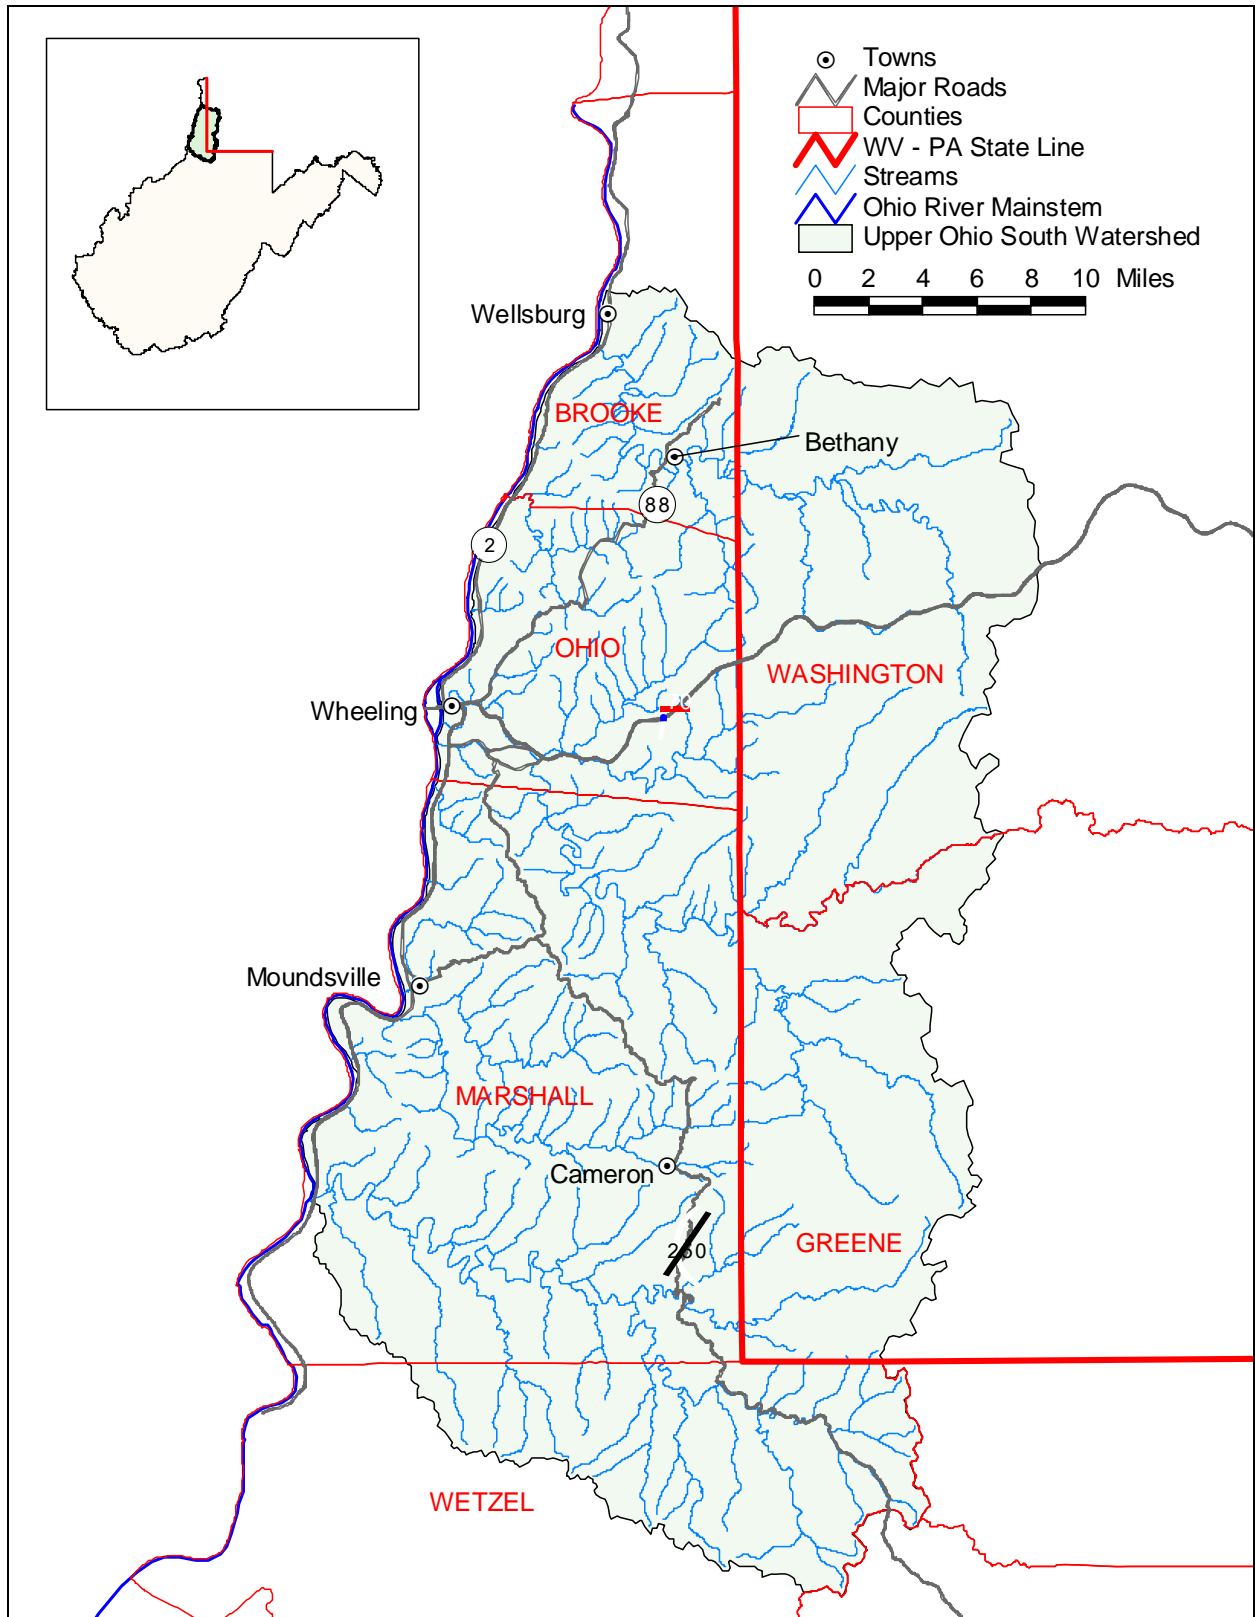 Towns
Major Roads
Counties
WV - PA State Line
Streams
Ohio River Mainstem
Upper Ohio South Watershed
0 2 4 6 8 10 Miles
Wellsburg
BROOKE
Bethany
88
2
OHIO
WASHINGTON
Wheeling
Moundsville
MARSHALL
Cameron
GREENE
250
WETZEL